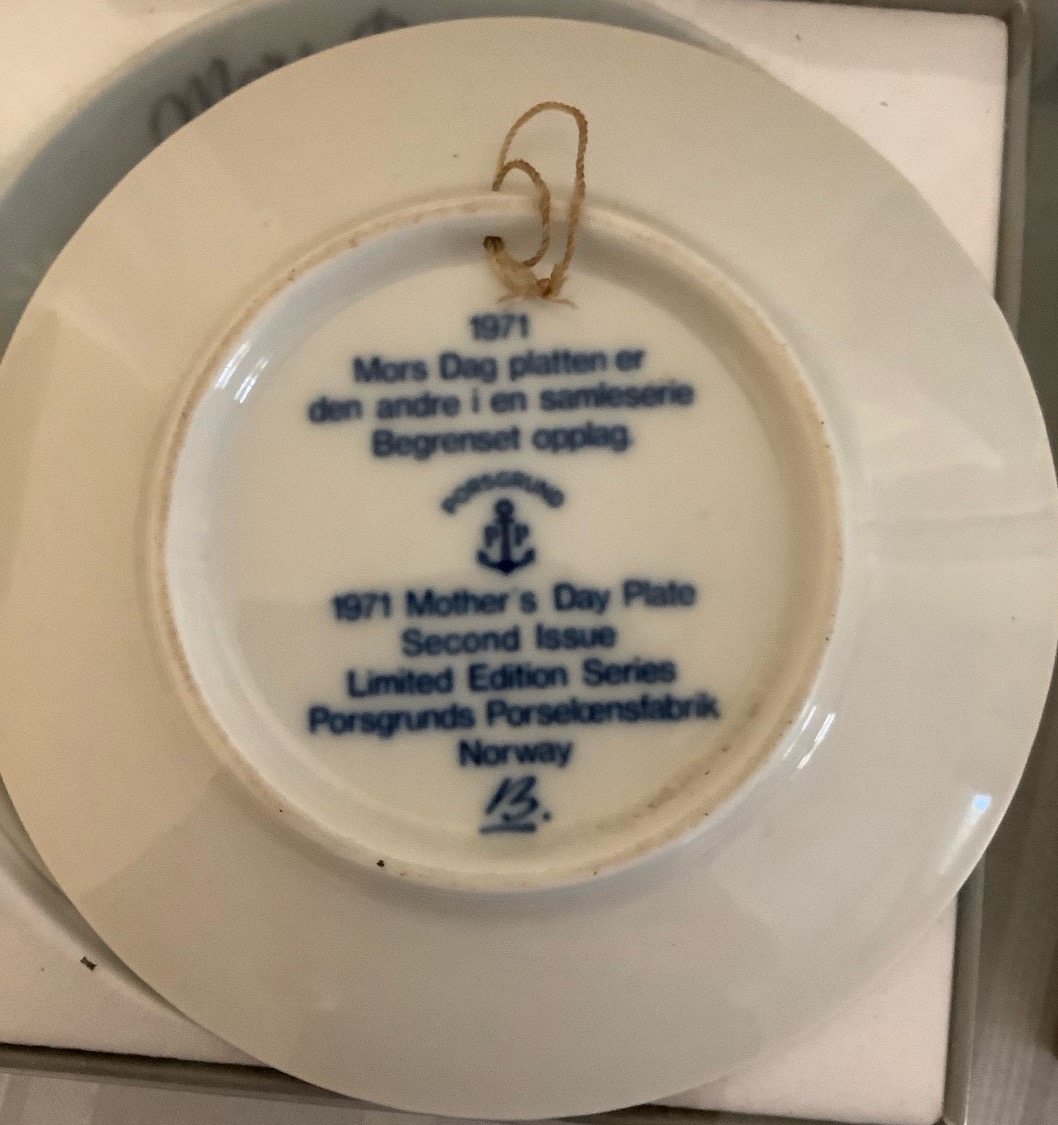 1971
Mors Dag platten er
den andre i en samleserie
Begrenset opplag.
PORSGRUND
P P
1971 Mother's Day Plate
Second Issue
Limited Edition Series
Porsgrunds Porselænsfabrik
Norway
13.